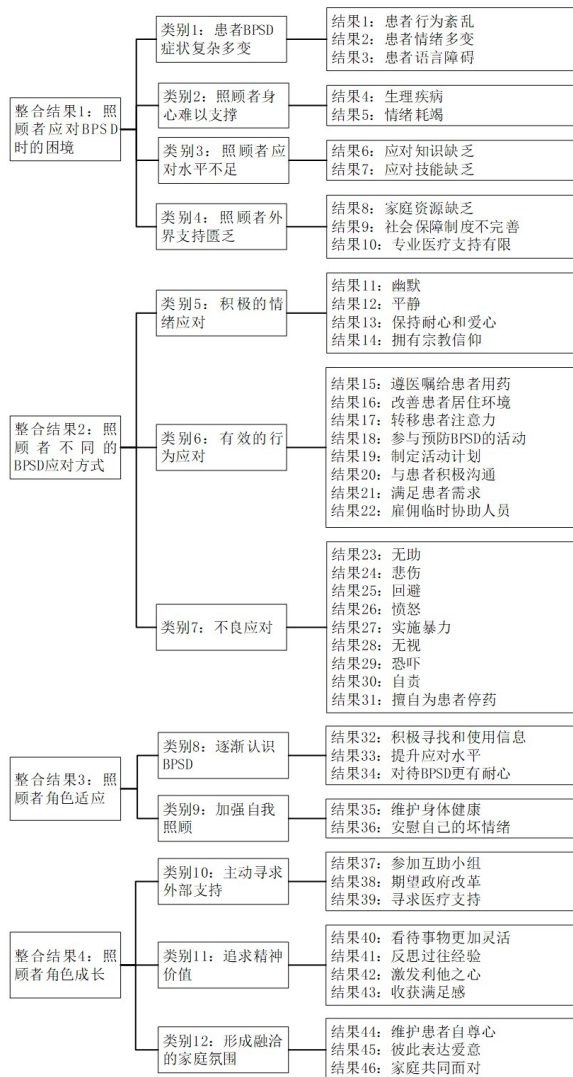 整合结果1：照
顾者应对BPSD
时的困境
类别1：患者BPSD
症状复杂多变
结果1：患者行为紊乱
结果2：患者情绪多变
结果3：患者语言障碍
类别2：照顾者身
心难以支撑
结果4：生理疾病
结果5：情绪耗竭
类别3：照顾者应
对水平不足
结果6：应对知识缺乏
结果7：应对技能缺乏
类别4：照顾者外
界支持匮乏
结果8：家庭资源缺乏
结果9：社会保障制度不完善
结果10：专业医疗支持有限
整合结果2：照
顾者不同的
BPSD应对方式
类别5：积极的情
绪应对
结果11：幽默
结果12：平静
结果13：保持耐心和爱心
结果14：拥有宗教信仰
类别6：有效的行
为应对
结果15：遵医嘱给患者用药
结果16：改善患者居住环境
结果17：转移患者注意力
结果18：参与预防BPSD的活动
结果19：制定活动计划
结果20：与患者积极沟通
结果21：满足患者需求
结果22：雇佣临时协助人员
类别7：不良应对
结果23：无助
结果24：悲伤
结果25：回避
结果26：愤怒
结果27：实施暴力
结果28：无视
结果29：恐吓
结果30：自责
结果31：擅自为患者停药
整合结果3：照
顾者角色适应
类别8：逐渐认识
BPSD
结果32：积极寻找和使用信息
结果33：提升应对水平
结果34：对待BPSD更有耐心
类别9：加强自我
照顾
结果35：维护身体健康
结果36：安慰自己的坏情绪
整合结果4：照
顾者角色成长
类别10：主动寻求
外部支持
结果37：参加互助小组
结果38：期望政府改革
结果39：寻求医疗支持
类别11：追求精神
价值
结果40：看待事物更加灵活
结果41：反思过往经验
结果42：激发利他之心
结果43：收获满足感
类别12：形成融洽
的家庭氛围
结果44：维护患者自尊心
结果45：彼此表达爱意
结果46：家庭共同面对